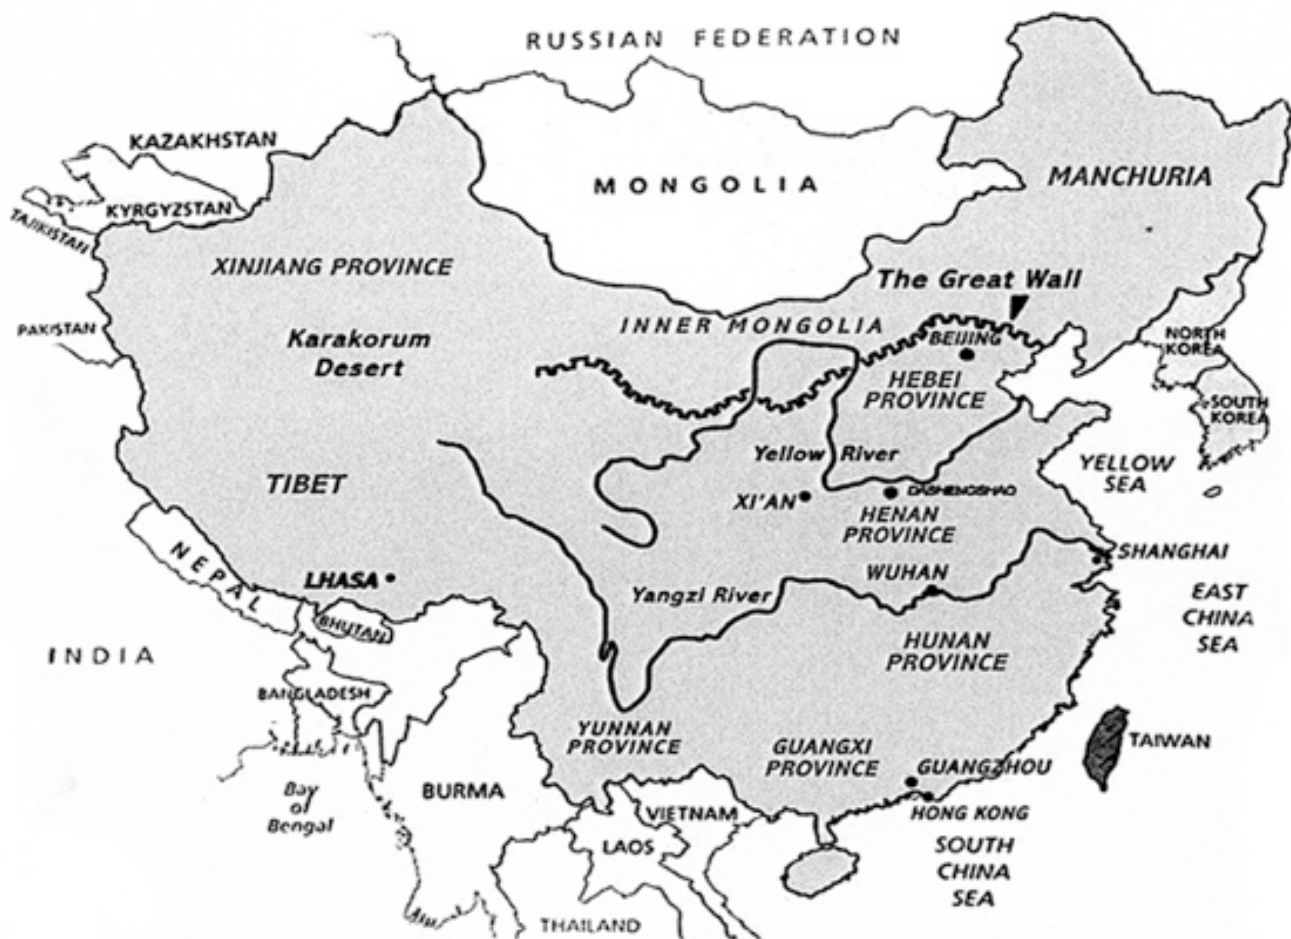 RUSSIAN FEDERATION
KAZAKHSTAN
MONGOLIA
MANCHURIA
KYRGYZSTAN
TAJIKISTAN
XINJIANG PROVINCE
The Great Wall
PAKISTAN
INNER MONGOLIA
Karakorum
Desert
BEIJING
NORTH
KOREA
HEBEI
PROVINCE
SOUTH
KOREA
Yellow River
YELLOW
SEA
TIBET
XI'AN
DASHENGSHAO
HENAN
PROVINCE
NEPAL
LHASA
WUHAN
SHANGHAI
Yangzi River
EAST
CHINA
SEA
BHUTAN
INDIA
HUNAN
PROVINCE
BANGLADESH
YUNNAN
PROVINCE
GUANGXI
PROVINCE
GUANGZHOU
TAIWAN
Bay
of
Bengal
BURMA
VIETNAM
HONG KONG
LAOS
SOUTH
CHINA
SEA
THAILAND